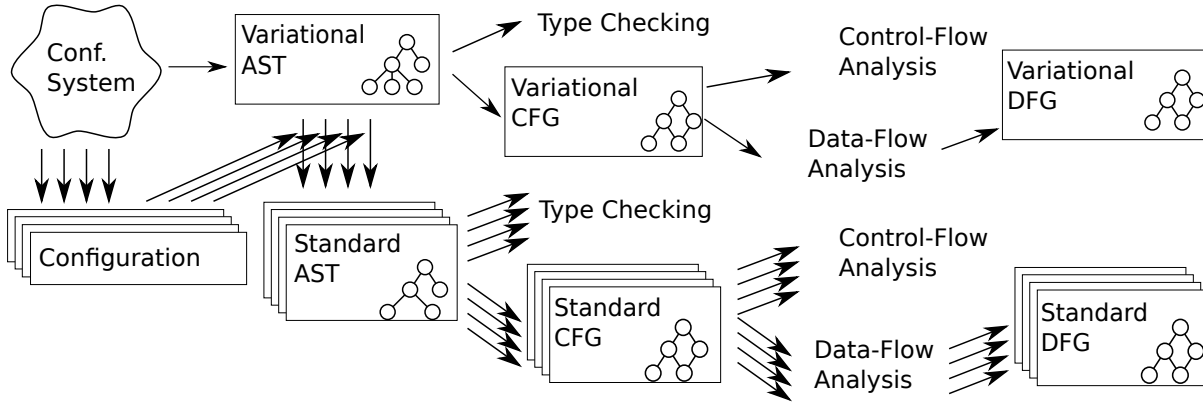 Conf.
System
Variational
AST
Type Checking
Variational
CFG
Control-Flow
Analysis
Data-Flow
Analysis
Variational
DFG
Configuration
Standard
AST
Type Checking
Standard
CFG
Control-Flow
Analysis
Data-Flow
Analysis
Standard
DFG